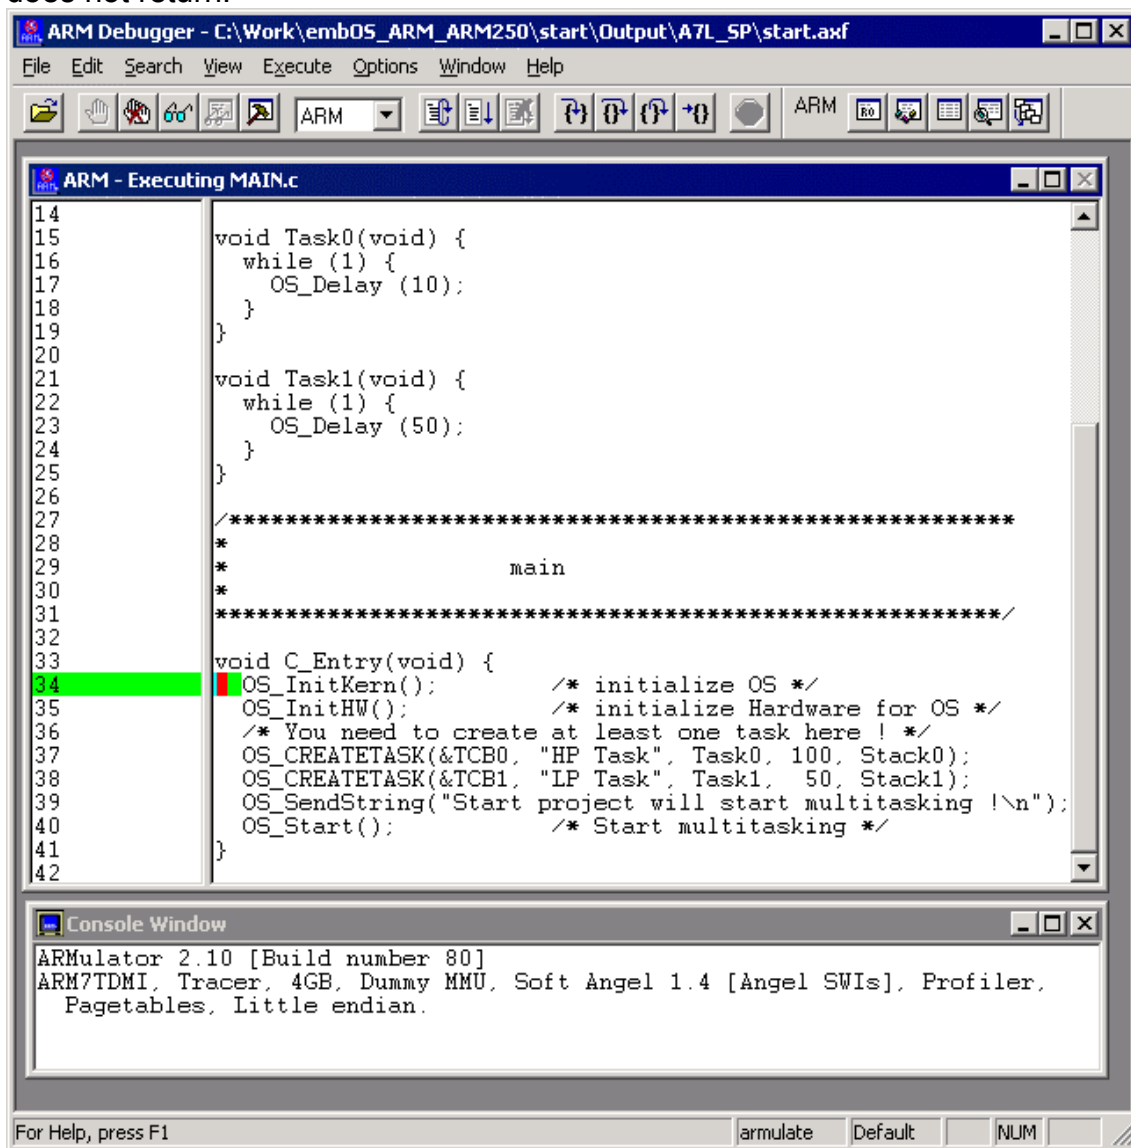 does not return.
ARM Debugger - C:\Work\embOS_ARM_ARM250\start\Output\A7L_SP\start.axf
File Edit Search View Execute Options Window Help
ARM ARM
ARM - Executing MAIN.c
14
15 void Task0(void) {
16 while (1) {
17 OS_Delay (10);
18 }
19 }
20
21 void Task1(void) {
22 while (1) {
23 OS_Delay (50);
24 }
25 }
26
27 /*********************************************************
28 *
29 * main
30 *
31 *********************************************************/
32
33 void C_Entry(void) {
34 OS_InitKern(); /* initialize OS */
35 OS_InitHW(); /* initialize Hardware for OS */
36 /* You need to create at least one task here ! */
37 OS_CREATETASK(&TCB0, "HP Task", Task0, 100, Stack0);
38 OS_CREATETASK(&TCB1, "LP Task", Task1, 50, Stack1);
39 OS_SendString("Start project will start multitasking !\n");
40 OS_Start(); /* Start multitasking */
41 }
42
Console Window
ARMulator 2.10 [Build number 80]
ARM7TDMI, Tracer, 4GB, Dummy MMU, Soft Angel 1.4 [Angel SWIs], Profiler,
Pagetables, Little endian.
For Help, press F1 armulate Default NUM